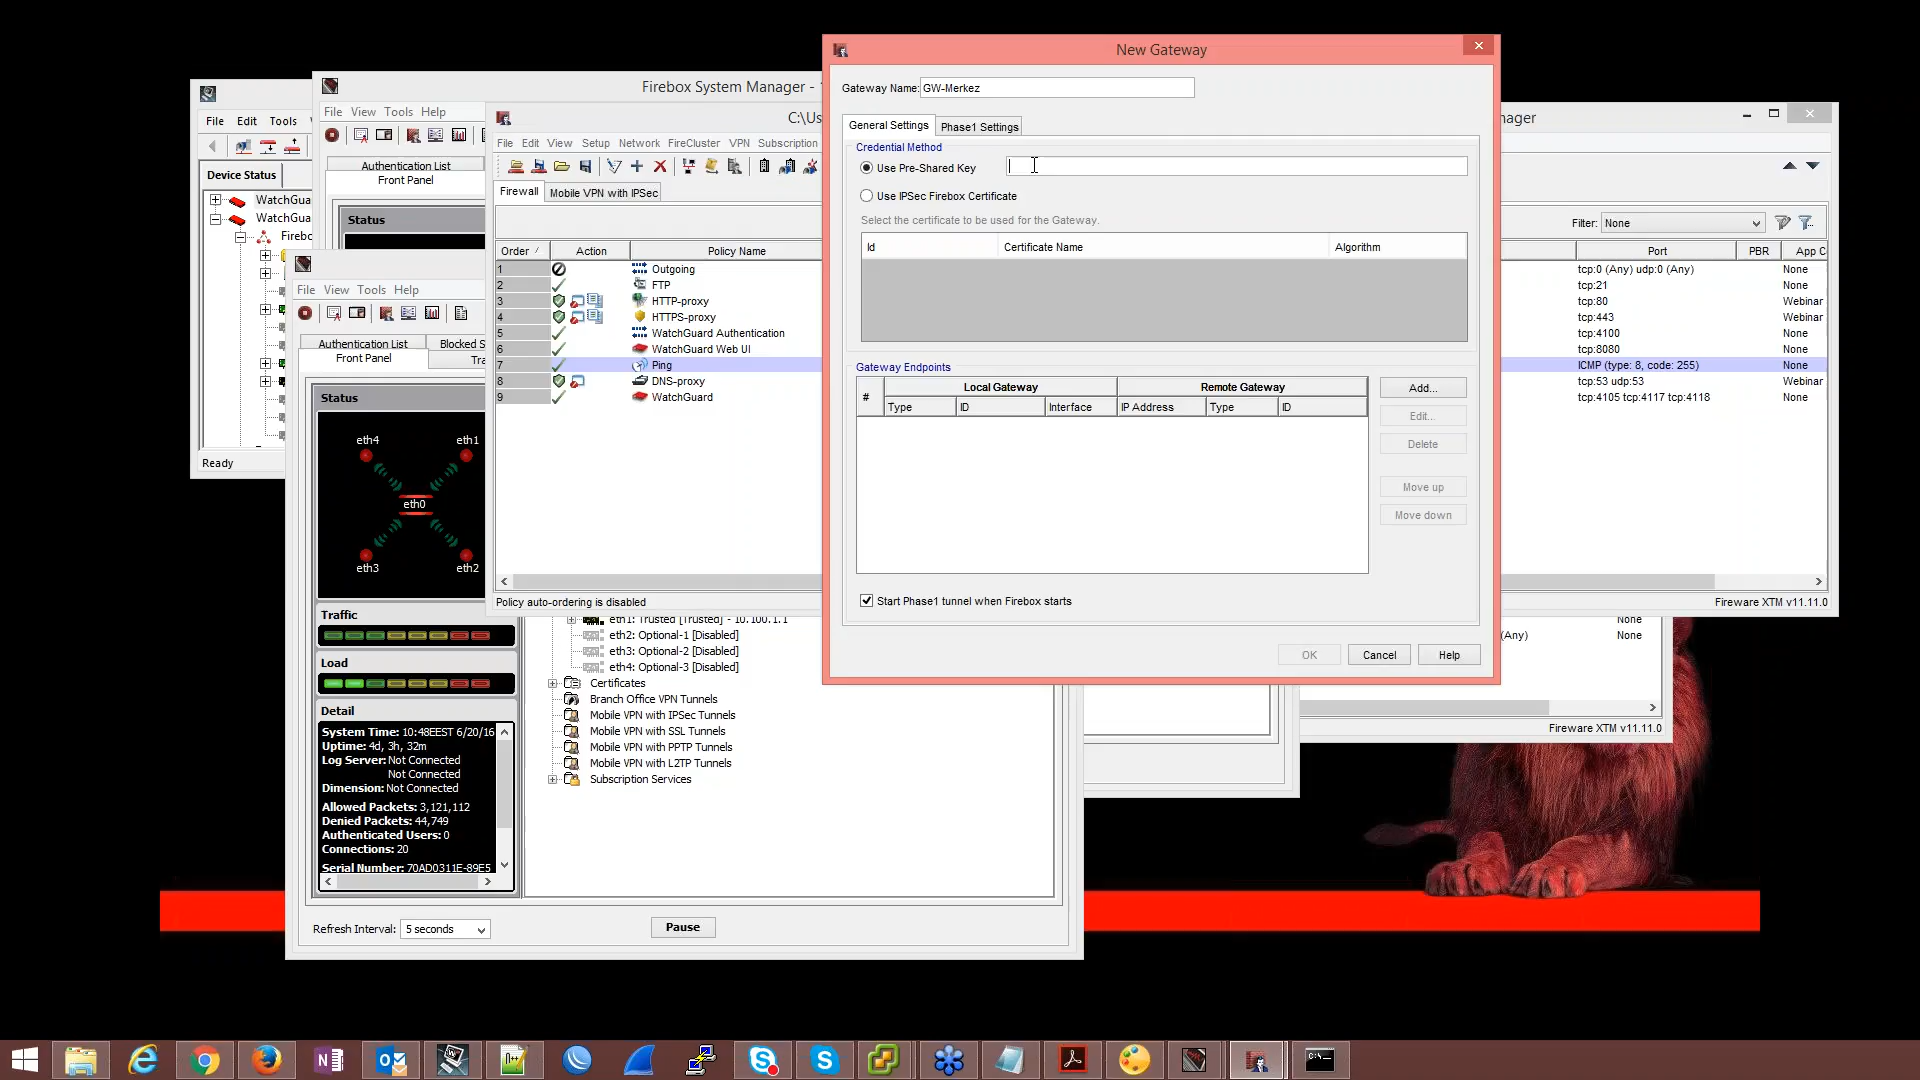 New Gateway
Gateway Name: GW-Merkez
General Settings Phase1 Settings
Credential Method
Use Pre-Shared Key
Use IPSec Firebox Certificate
Select the certificate to be used for the Gateway.
Id Certificate Name Algorithm
Gateway Endpoints
# Local Gateway Remote Gateway
Type ID Interface IP Address Type ID
Add...
Edit...
Delete
Move up
Move down
Start Phase1 tunnel when Firebox starts
OK Cancel Help
File Edit Tools
Device Status
WatchGua
WatchGua
Firebo
Ready
Firebox System Manager -
File View Tools Help
Authentication List
Front Panel
Status
C:\Us
File Edit View Setup Network FireCluster VPN Subscription
Firewall Mobile VPN with IPSec
Order / Action Policy Name
1 Outgoing
2 FTP
3 HTTP-proxy
4 HTTPS-proxy
5 WatchGuard Authentication
6 WatchGuard Web UI
7 Ping
8 DNS-proxy
9 WatchGuard
Policy auto-ordering is disabled
nager
Filter: None
Port PBR App C
tcp:0 (Any) udp:0 (Any) None
tcp:21 None
tcp:80 Webinar
tcp:443 Webinar
tcp:4100 None
tcp:8080 None
ICMP (type: 8, code: 255) None
tcp:53 udp:53 Webinar
tcp:4105 tcp:4117 tcp:4118 None
Fireware XTM v11.11.0
None
(Any) None
Fireware XTM v11.11.0
File View Tools Help
Authentication List Blocked S
Front Panel Tra
Status
eth4 eth1
eth0
eth3 eth2
Traffic
Load
Detail
System Time: 10:48EEST 6/20/16
Uptime: 4d, 3h, 32m
Log Server: Not Connected
Not Connected
Dimension: Not Connected
Allowed Packets: 3,121,112
Denied Packets: 44,749
Authenticated Users: 0
Connections: 20
Serial Number: 70AD0311E-89E5
eth1: Trusted [Trusted] - 10.100.1.1
eth2: Optional-1 [Disabled]
eth3: Optional-2 [Disabled]
eth4: Optional-3 [Disabled]
Certificates
Branch Office VPN Tunnels
Mobile VPN with IPSec Tunnels
Mobile VPN with SSL Tunnels
Mobile VPN with PPTP Tunnels
Mobile VPN with L2TP Tunnels
Subscription Services
Refresh Interval: 5 seconds
Pause